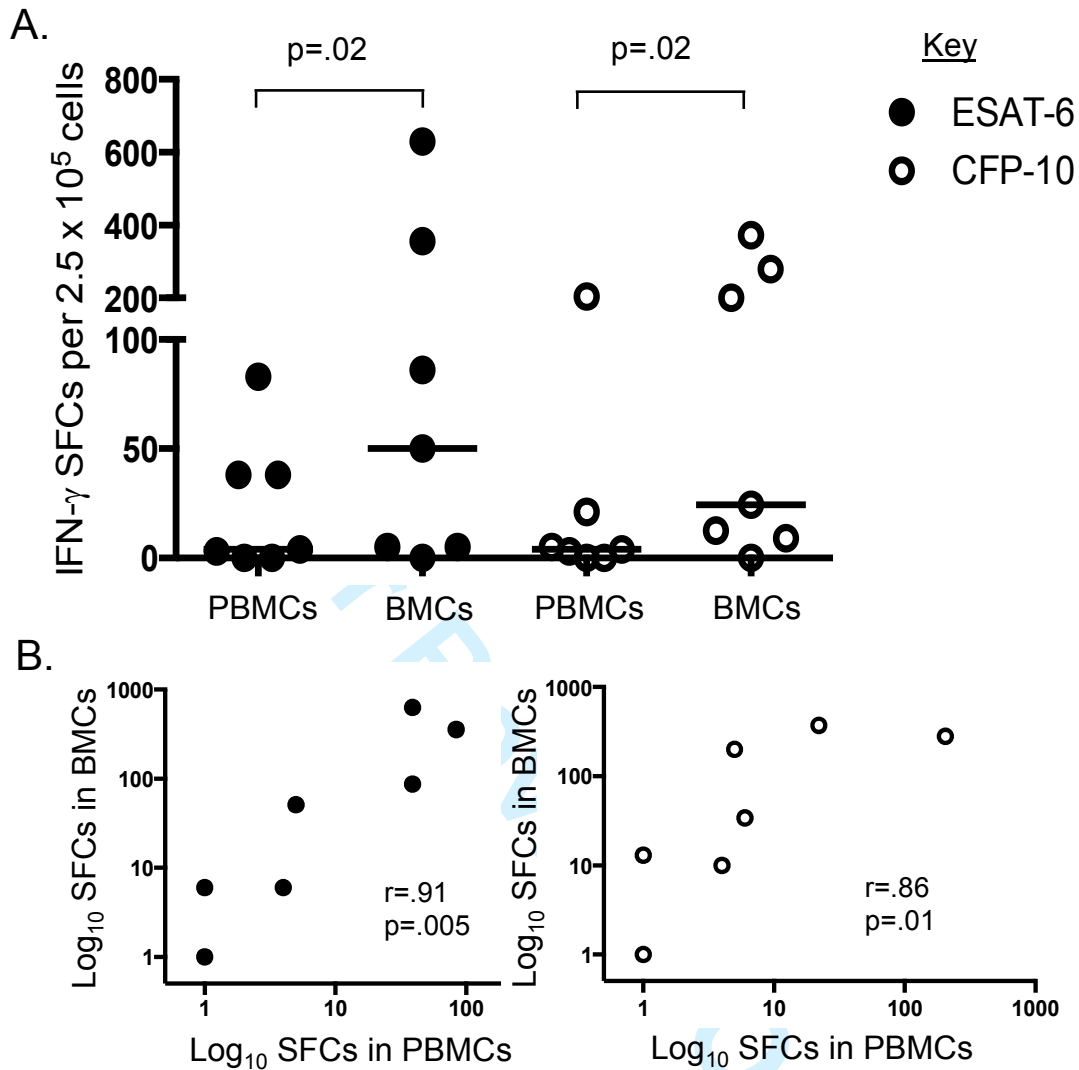 A.
p=.02
p=.02
Key
ESAT-6
CFP-10
IFN-γ SFCs per 2.5 x 10⁵ cells
800
600
400
200
100
50
0
PBMCs
BMCs
PBMCs
BMCs
B.
Log₁₀ SFCs in BMCs
1000
100
10
1
r=.91
p=.005
1
10
100
Log₁₀ SFCs in PBMCs
Log₁₀ SFCs in BMCs
1000
100
10
1
r=.86
p=.01
1
10
100
1000
Log₁₀ SFCs in PBMCs